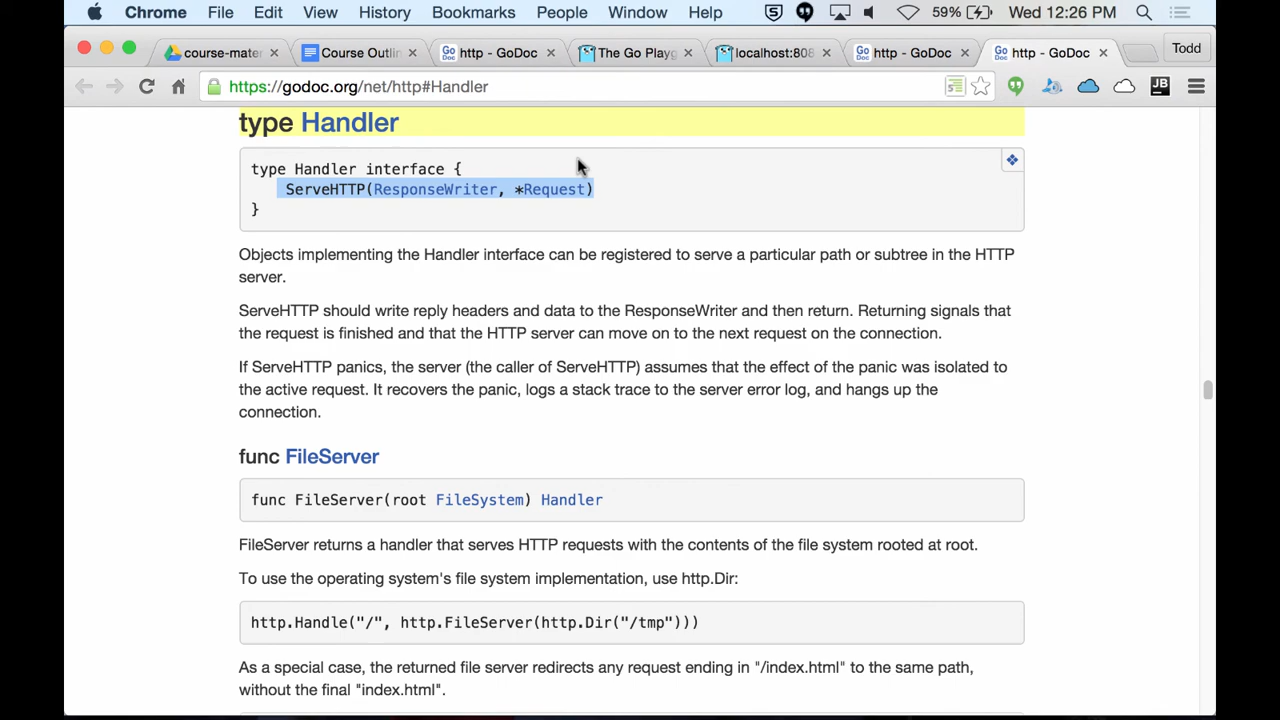 Chrome File Edit View History Bookmarks People Window Help 59% Wed 12:26 PM
course-mater Course Outlin http - GoDoc The Go Playg localhost:808 http - GoDoc http - GoDoc Todd
https://godoc.org/net/http#Handler JB
type Handler
type Handler interface {
ServeHTTP(ResponseWriter, *Request)
}
Objects implementing the Handler interface can be registered to serve a particular path or subtree in the HTTP
server.
ServeHTTP should write reply headers and data to the ResponseWriter and then return. Returning signals that
the request is finished and that the HTTP server can move on to the next request on the connection.
If ServeHTTP panics, the server (the caller of ServeHTTP) assumes that the effect of the panic was isolated to
the active request. It recovers the panic, logs a stack trace to the server error log, and hangs up the
connection.
func FileServer
func FileServer(root FileSystem) Handler
FileServer returns a handler that serves HTTP requests with the contents of the file system rooted at root.
To use the operating system's file system implementation, use http.Dir:
http.Handle("/", http.FileServer(http.Dir("/tmp")))
As a special case, the returned file server redirects any request ending in "/index.html" to the same path,
without the final "index.html".